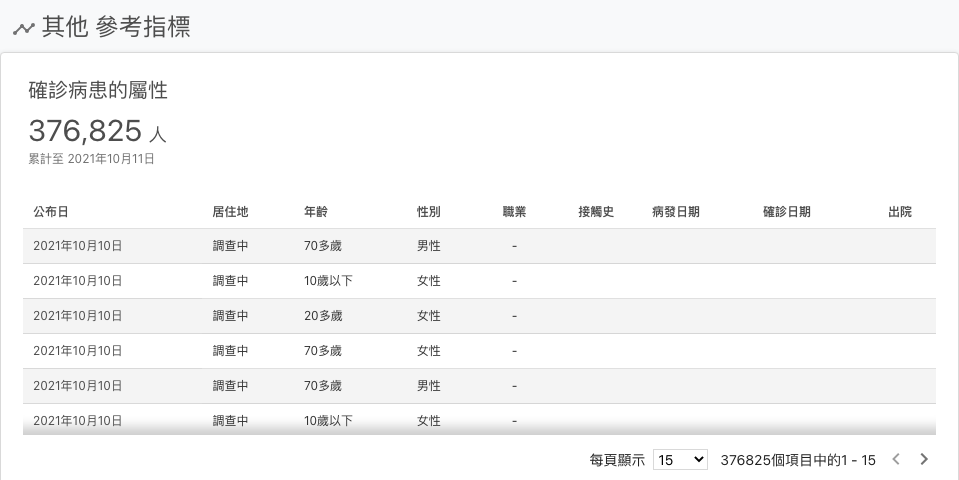 其他 參考指標
確診病患的屬性
376,825 人
累計至 2021年10月11日
公布日 居住地 年齡 性別 職業 接觸史 病發日期 確診日期 出院
2021年10月10日 調查中 70多歲 男性 -
2021年10月10日 調查中 10歲以下 女性 -
2021年10月10日 調查中 20多歲 女性 -
2021年10月10日 調查中 70多歲 女性 -
2021年10月10日 調查中 70多歲 男性 -
2021年10月10日 調查中 10歲以下 女性 -
每頁顯示 15 376825個項目中的1 - 15